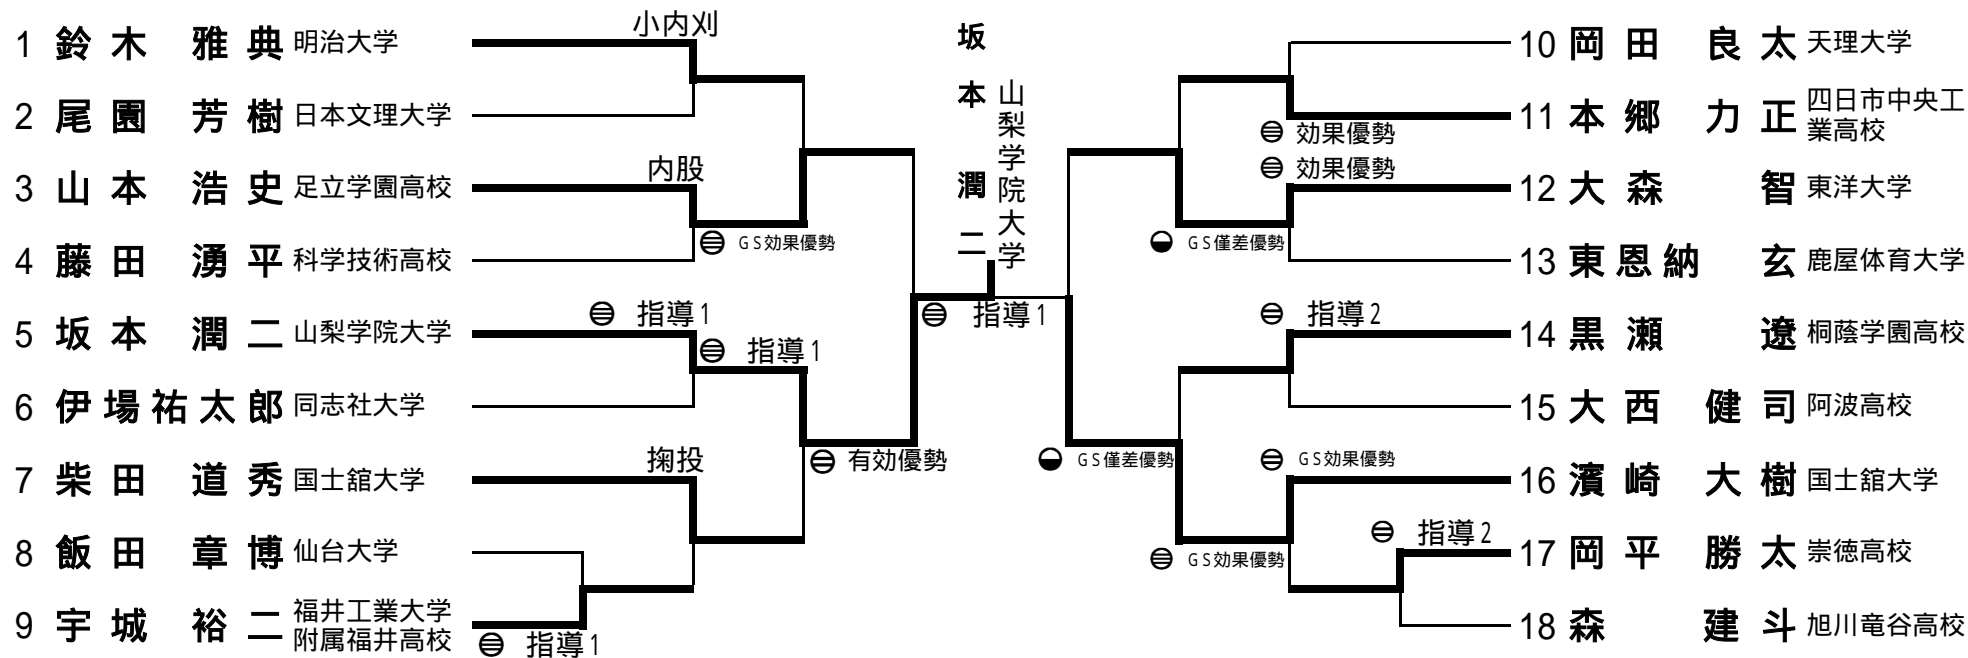 1 鈴木 雅典 明治大学
小内刈
2 尾園 芳樹 日本文理大学
3 山本 浩史 足立学園高校
内股
4 藤田 湧平 科学技術高校
GS効果優勢
5 坂本 潤二 山梨学院大学
指導1
指導1
6 伊場祐太郎 同志社大学
7 柴田 道秀 国士舘大学
掬投
有効優勢
8 飯田 章博 仙台大学
9 宇城 裕二 福井工業大学
附属福井高校
指導1
坂本 潤二
山梨学院大学
指導1
10 岡田 良太 天理大学
11 本郷 力正 四日市中央工
業高校
効果優勢
効果優勢
12 大森 智 東洋大学
GS僅差優勢
13 東恩納 玄 鹿屋体育大学
指導2
14 黒瀬 遼 桐蔭学園高校
15 大西 健司 阿波高校
GS僅差優勢
GS効果優勢
16 濱崎 大樹 国士舘大学
指導2
17 岡平 勝太 崇徳高校
GS効果優勢
18 森 建斗 旭川竜谷高校